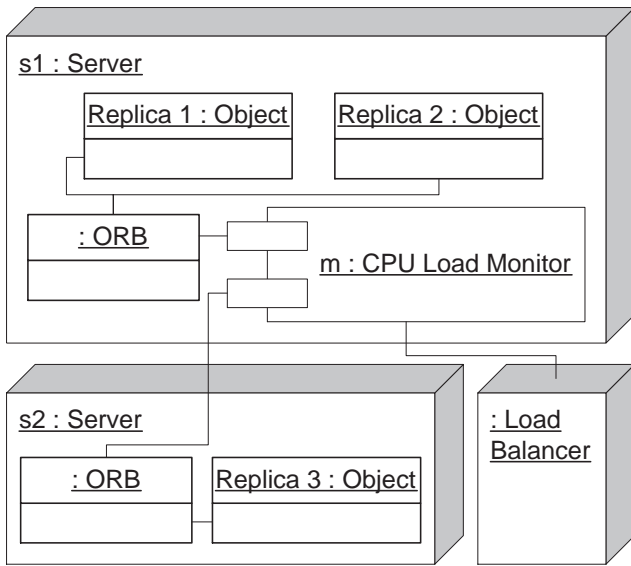 s1 : Server
Replica 1 : Object
Replica 2 : Object
: ORB
m : CPU Load Monitor
s2 : Server
: ORB
Replica 3 : Object
: Load
Balancer